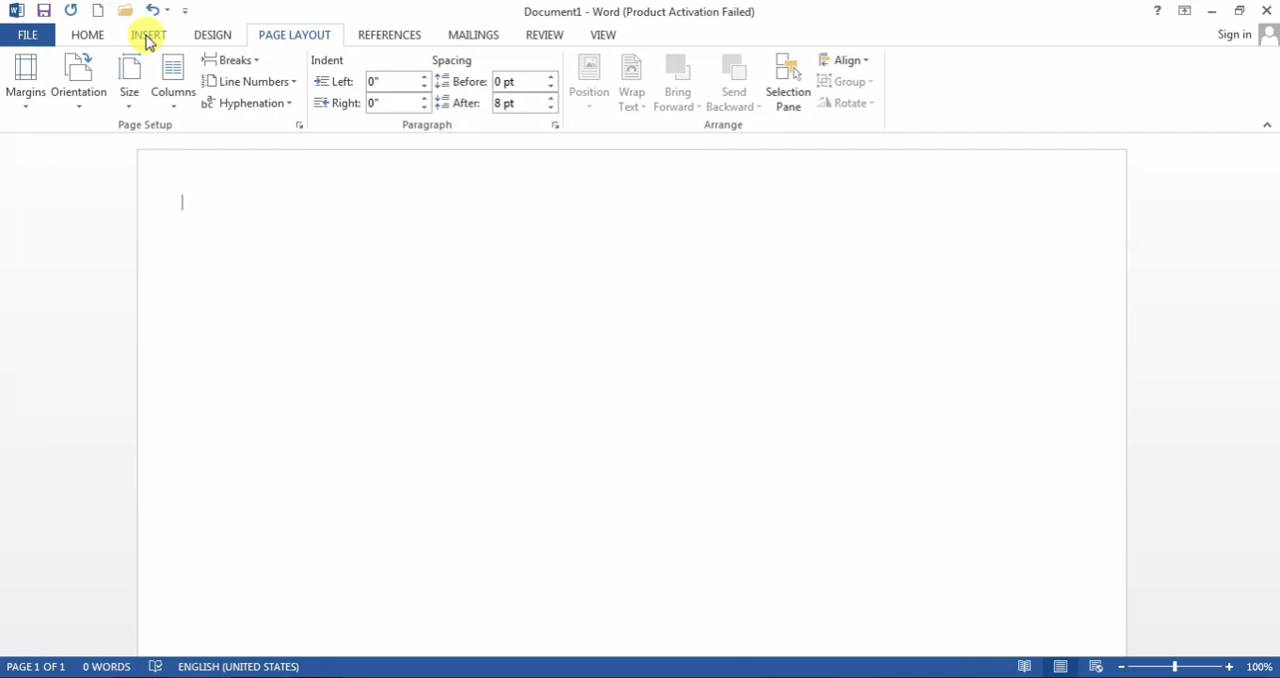 Document1 - Word (Product Activation Failed)
?
Sign in
FILE HOME INSERT DESIGN PAGE LAYOUT REFERENCES MAILINGS REVIEW VIEW
Margins
Orientation
Size
Columns
Breaks
Line Numbers
Hyphenation
Page Setup
Indent
Left: 0"
Right: 0"
Spacing
Before: 0 pt
After: 8 pt
Paragraph
Position
Wrap
Text
Bring
Forward
Send
Backward
Selection
Pane
Align
Group
Rotate
Arrange
PAGE 1 OF 1 0 WORDS ENGLISH (UNITED STATES) 100%